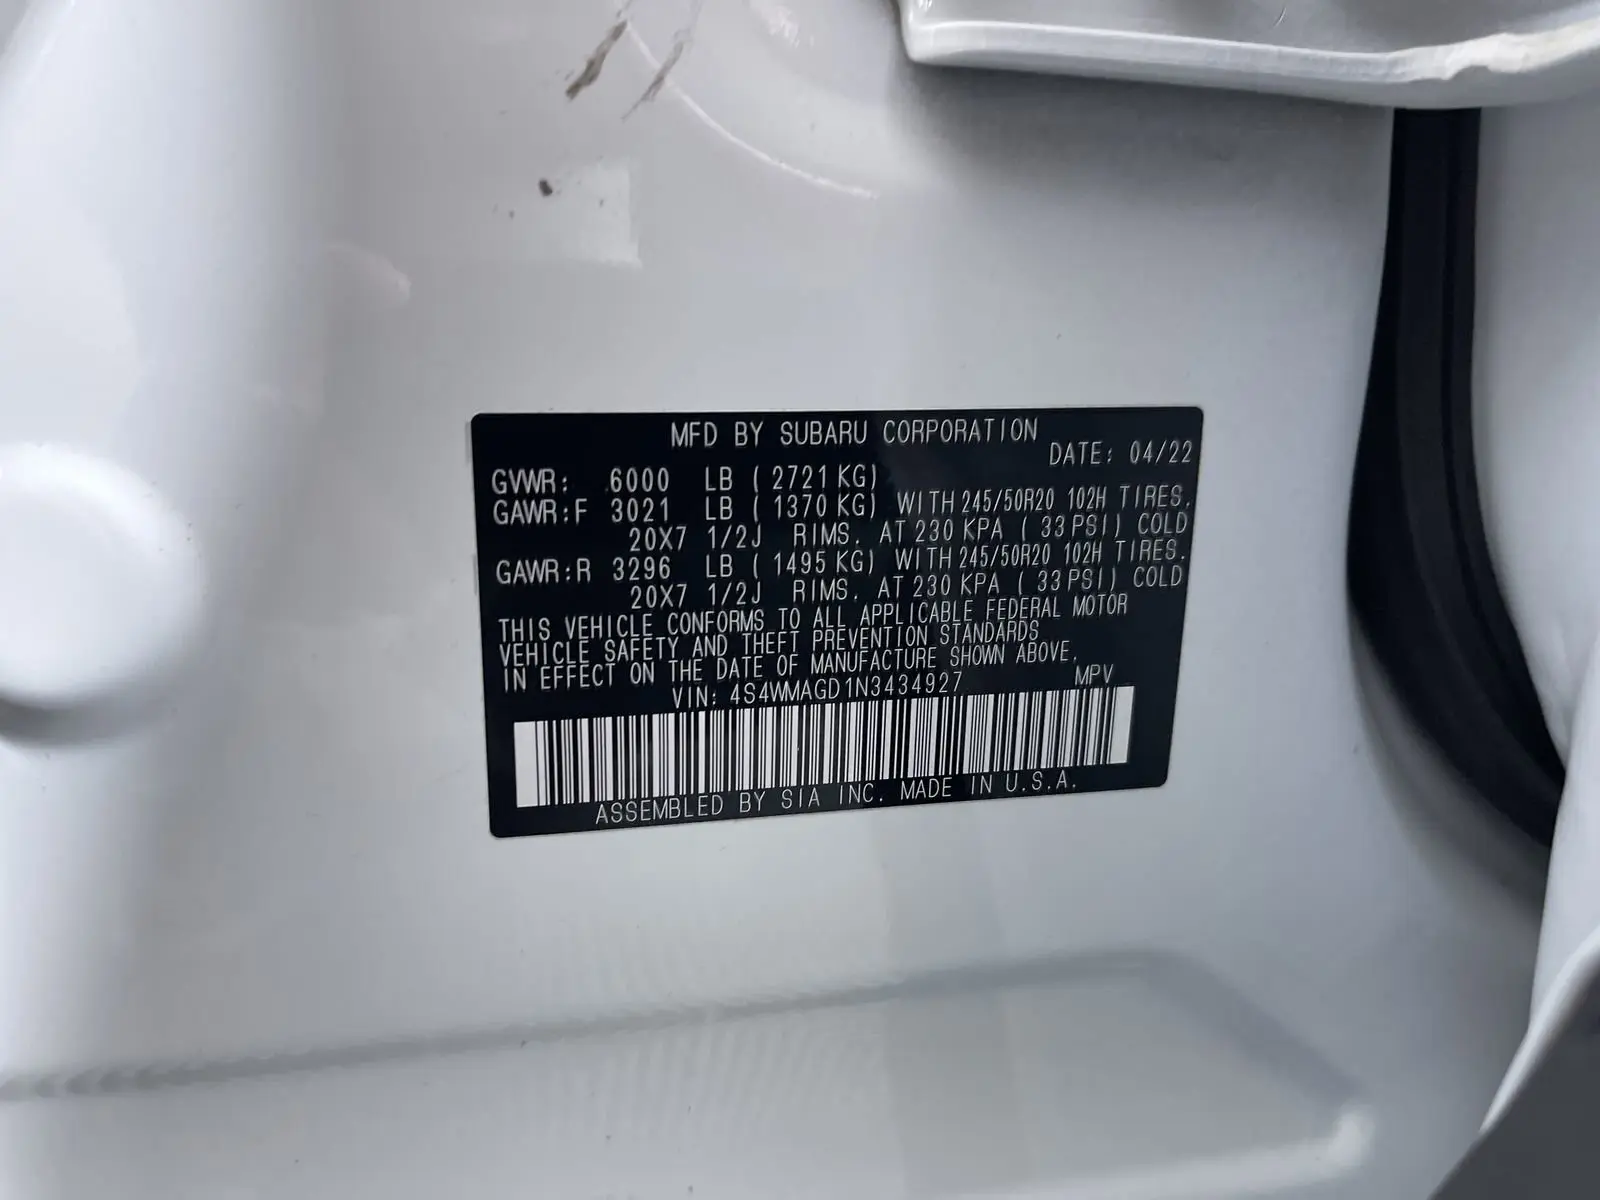 MFD BY SUBARU CORPORATION
DATE: 04/22
GVWR: 6000 LB ( 2721 KG)
GAWR:F 3021 LB ( 1370 KG) WITH 245/50R20 102H TIRES.
20X7 1/2J RIMS. AT 230 KPA ( 33 PSI) COLD
GAWR:R 3296 LB ( 1495 KG) WITH 245/50R20 102H TIRES.
20X7 1/2J RIMS. AT 230 KPA ( 33 PSI) COLD
THIS VEHICLE CONFORMS TO ALL APPLICABLE FEDERAL MOTOR
VEHICLE SAFETY AND THEFT PREVENTION STANDARDS
IN EFFECT ON THE DATE OF MANUFACTURE SHOWN ABOVE.
VIN: 4S4WMAGD1N3434927 MPV
ASSEMBLED BY SIA INC. MADE IN U.S.A.